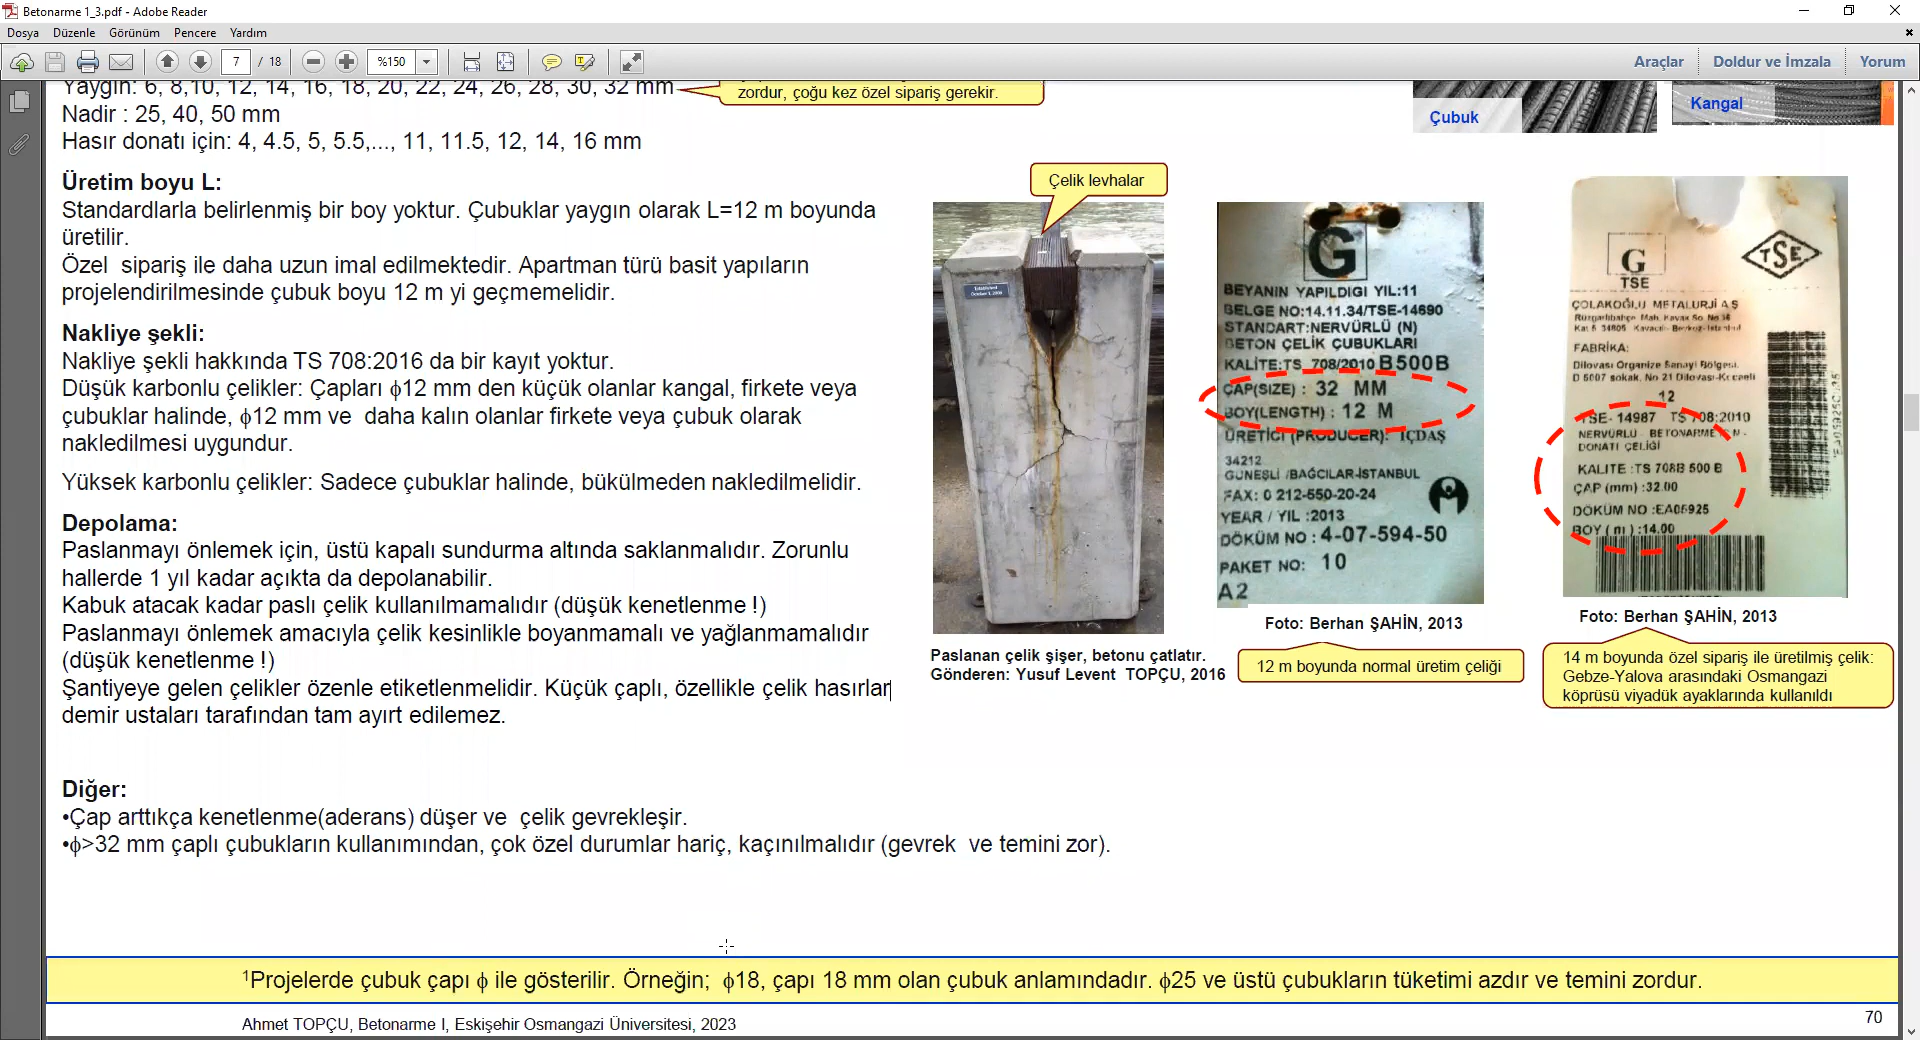 Betonarme 1_3.pdf - Adobe Reader
Dosya Düzenle Görünüm Pencere Yardım
7 / 18 %150 Araçlar Doldur ve İmzala Yorum
Yaygın: 6, 8,10, 12, 14, 16, 18, 20, 22, 24, 26, 28, 30, 32 mm
zordur, çoğu kez özel sipariş gerekir.
Nadir : 25, 40, 50 mm
Hasır donatı için: 4, 4.5, 5, 5.5,..., 11, 11.5, 12, 14, 16 mm
Çubuk
Kangal
Üretim boyu L:
Standardlarla belirlenmiş bir boy yoktur. Çubuklar yaygın olarak L=12 m boyunda
üretilir.
Özel sipariş ile daha uzun imal edilmektedir. Apartman türü basit yapıların
projelendirilmesinde çubuk boyu 12 m yi geçmemelidir.
Nakliye şekli:
Nakliye şekli hakkında TS 708:2016 da bir kayıt yoktur.
Düşük karbonlu çelikler: Çapları ϕ12 mm den küçük olanlar kangal, firkete veya
çubuklar halinde, ϕ12 mm ve daha kalın olanlar firkete veya çubuk olarak
nakledilmesi uygundur.
Yüksek karbonlu çelikler: Sadece çubuklar halinde, bükülmeden nakledilmelidir.
Depolama:
Paslanmayı önlemek için, üstü kapalı sundurma altında saklanmalıdır. Zorunlu
hallerde 1 yıl kadar açıkta da depolanabilir.
Kabuk atacak kadar paslı çelik kullanılmamalıdır (düşük kenetlenme !)
Paslanmayı önlemek amacıyla çelik kesinlikle boyanmamalı ve yağlanmamalıdır
(düşük kenetlenme !)
Şantiyeye gelen çelikler özenle etiketlenmelidir. Küçük çaplı, özellikle çelik hasırlar
demir ustaları tarafından tam ayırt edilemez.
Çelik levhalar
Paslanan çelik şişer, betonu çatlatır.
Gönderen: Yusuf Levent TOPÇU, 2016
G
BEYANIN YAPILDIGI YIL:11
BELGE NO:14.11.34/TSE-14690
STANDART:NERVÜRLÜ (N)
BETON ÇELİK ÇUBUKLARI
KALİTE:TS 708/2010 B500B
ÇAP(SIZE) : 32 MM
BOY(LENGTH) : 12 M
ÜRETİCİ (PRODUCER): İÇDAŞ
34212
GÜNEŞLİ /BAĞCILAR-İSTANBUL
FAX: 0 212-550-20-24
YEAR / YIL :2013
DÖKÜM NO : 4-07-594-50
PAKET NO: 10
A2
Foto: Berhan ŞAHİN, 2013
12 m boyunda normal üretim çeliği
G
TSE
TSE
ÇOLAKOĞLU METALURJİ A.Ş
FABRİKA:
Dilovası Organize Sanayi Bölgesi.
D 5007 sokak, No 21 Dilovası-Kocaeli
12
TSE- 14987 TS 708:2010
NERVÜRLÜ BETONARME
DONATI ÇELİĞİ
KALITE :TS 708B 500 B
ÇAP (mm) :32.00
DÖKÜM NO :EA05925
BOY ( m ) :14.00
Foto: Berhan ŞAHİN, 2013
14 m boyunda özel sipariş ile üretilmiş çelik:
Gebze-Yalova arasındaki Osmangazi
köprüsü viyadük ayaklarında kullanıldı
Diğer:
•Çap arttıkça kenetlenme(aderans) düşer ve çelik gevrekleşir.
•ϕ>32 mm çaplı çubukların kullanımından, çok özel durumlar hariç, kaçınılmalıdır (gevrek ve temini zor).
¹Projelerde çubuk çapı ϕ ile gösterilir. Örneğin; ϕ18, çapı 18 mm olan çubuk anlamındadır. ϕ25 ve üstü çubukların tüketimi azdır ve temini zordur.
Ahmet TOPÇU, Betonarme I, Eskişehir Osmangazi Üniversitesi, 2023
70